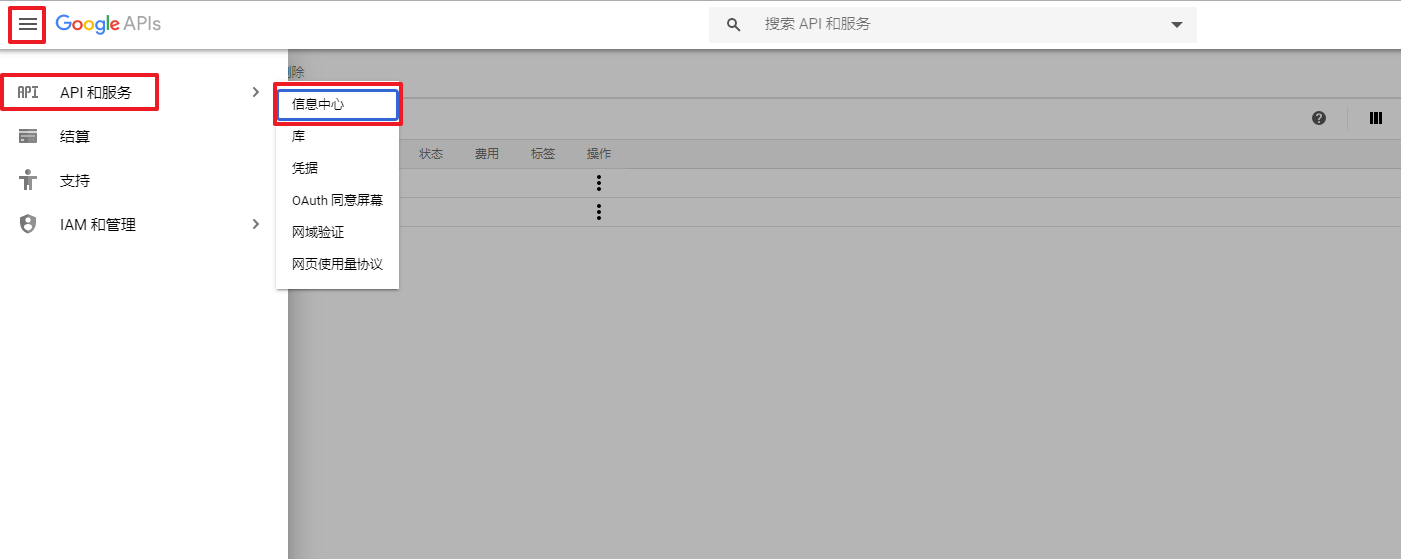 Google APIs
搜索 API 和服务
API API 和服务
结算
支持
IAM 和管理
信息中心
库
凭据
OAuth 同意屏幕
网域验证
网页使用量协议
除
状态 费用 标签 操作